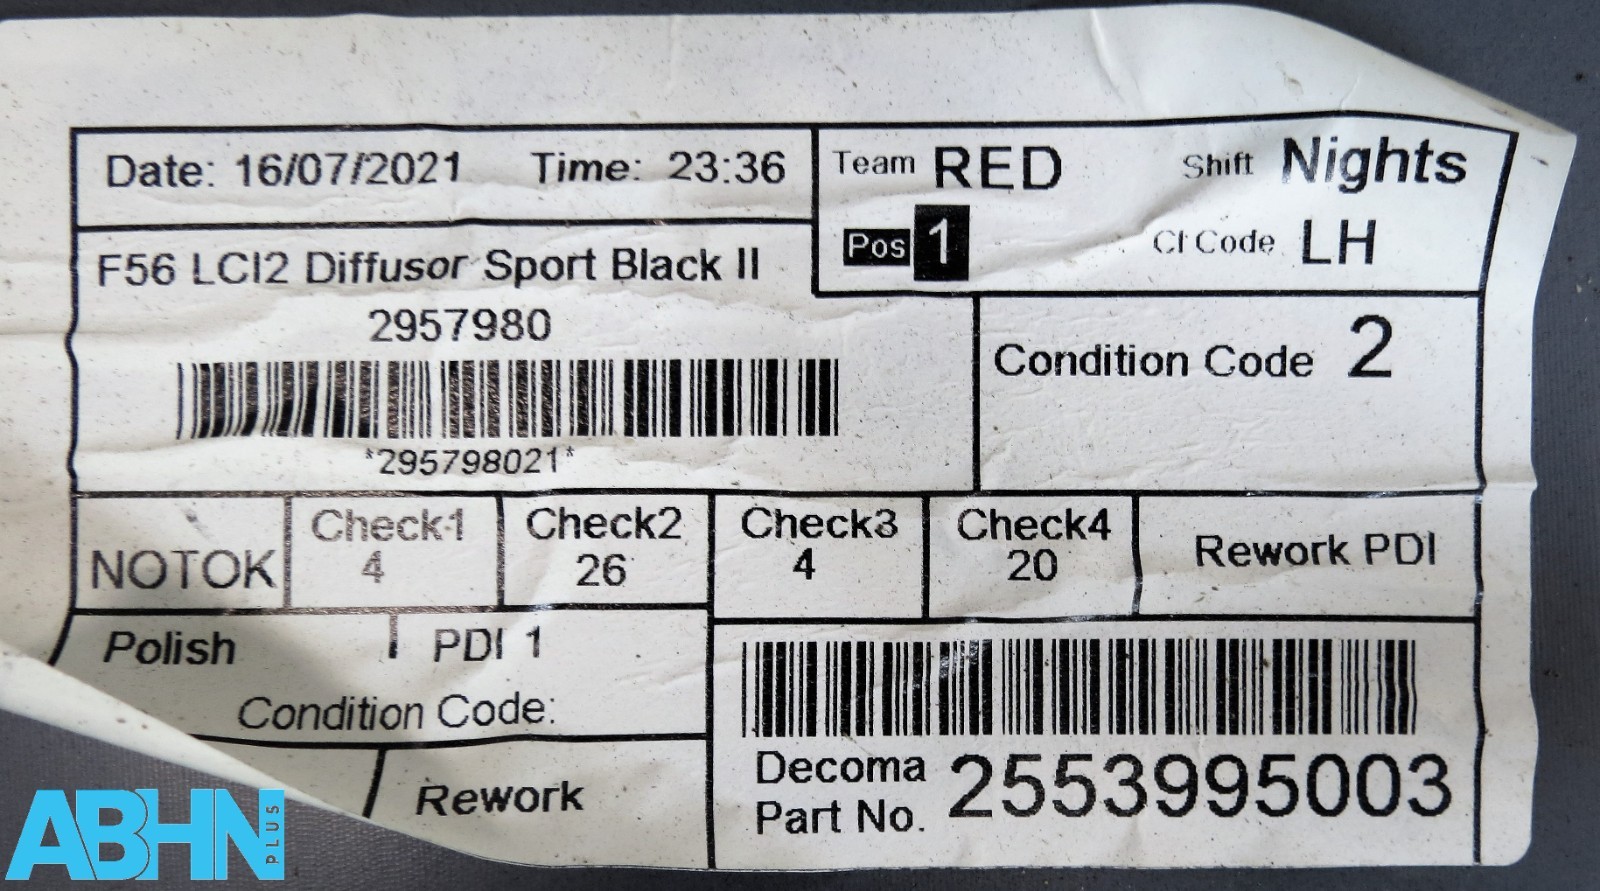 Date: 16/07/2021 Time: 23:36
Team RED Shift Nights
Pos 1 CI Code LH
F56 LCI2 Diffusor Sport Black II
2957980
*295798021*
Condition Code 2
NOTOK
Check1
4
Check2
26
Check3
4
Check4
20
Rework PDI
Polish PDI 1
Condition Code:
Rework
Decoma
Part No. 2553995003
ABHN PLUS